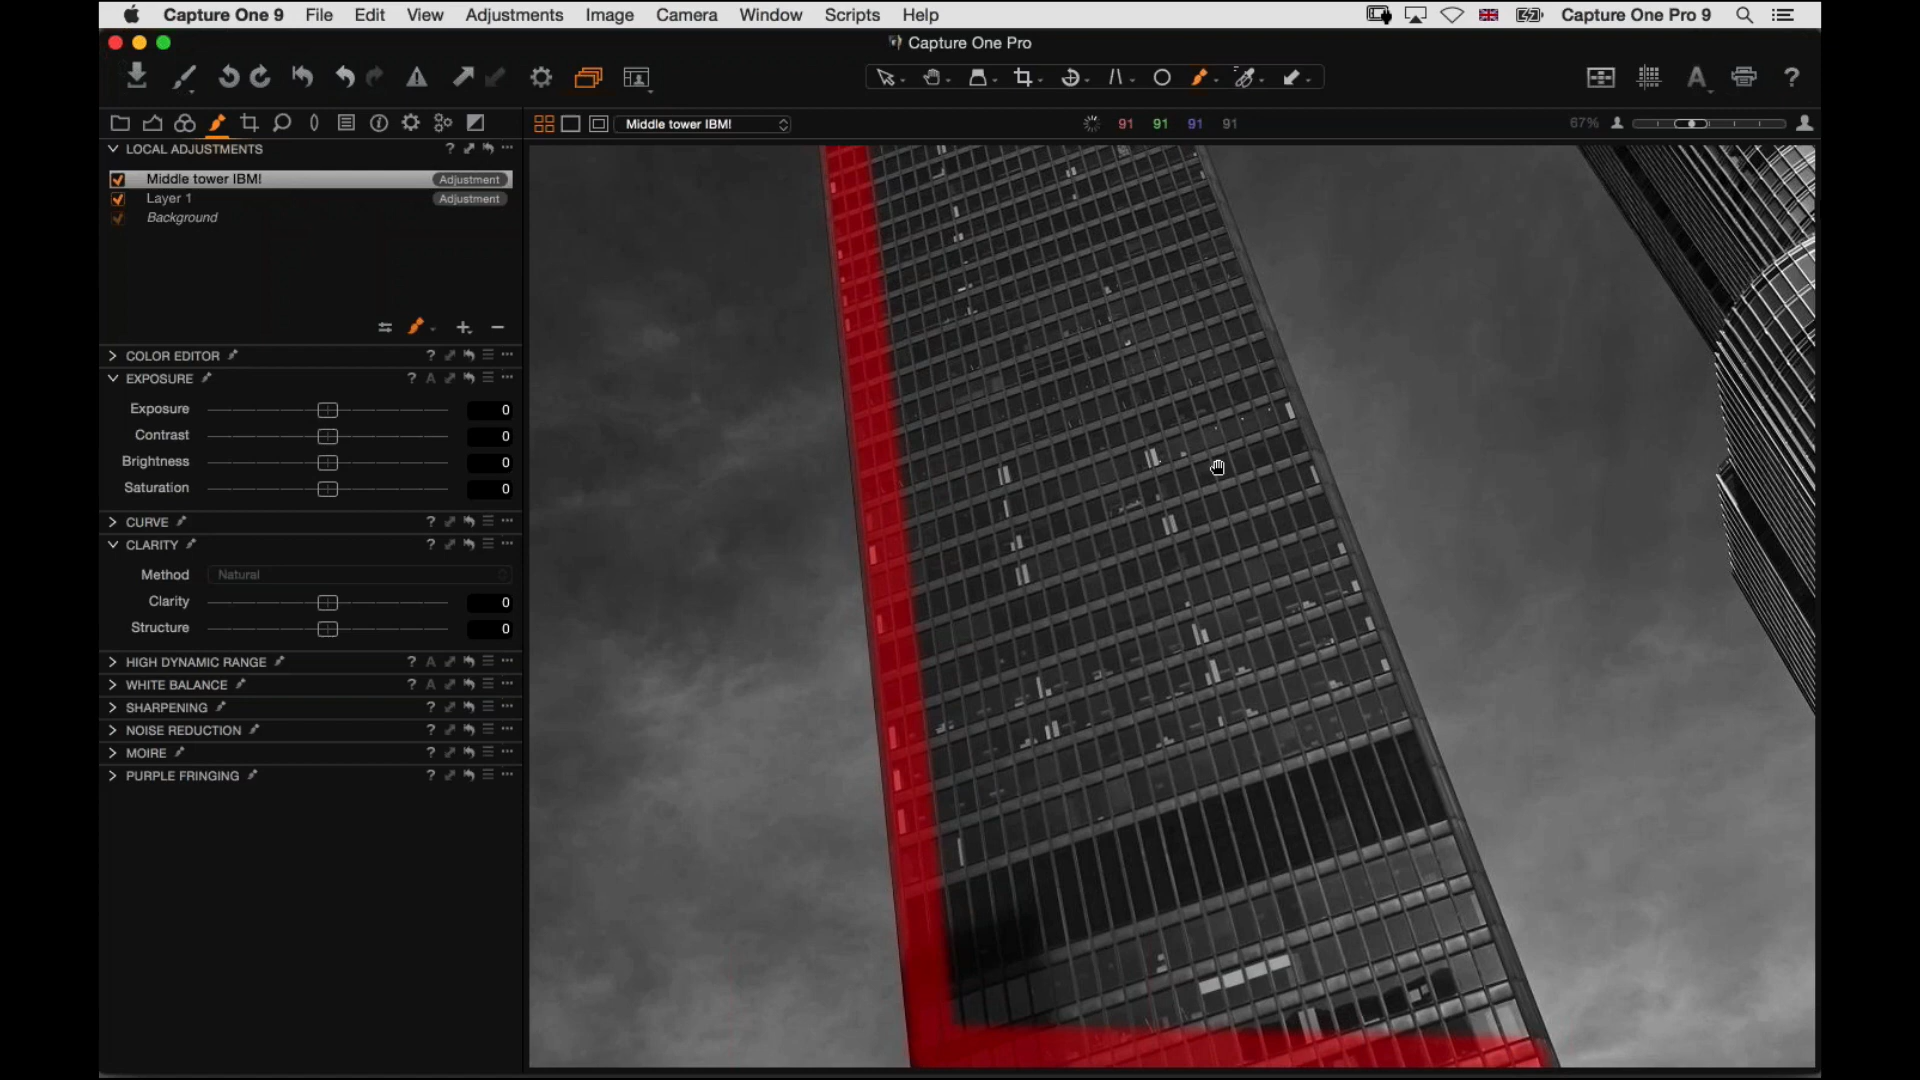 Capture One 9 File Edit View Adjustments Image Camera Window Scripts Help Capture One Pro 9
Capture One Pro
A ?
Middle tower IBM! 91 91 91 91 67%
LOCAL ADJUSTMENTS ?
Middle tower IBM! Adjustment
Layer 1 Adjustment
Background
COLOR EDITOR ?
EXPOSURE ? A
Exposure 0
Contrast 0
Brightness 0
Saturation 0
CURVE ?
CLARITY ?
Method Natural
Clarity 0
Structure 0
HIGH DYNAMIC RANGE ? A
WHITE BALANCE ? A
SHARPENING ?
NOISE REDUCTION ?
MOIRE ?
PURPLE FRINGING ?